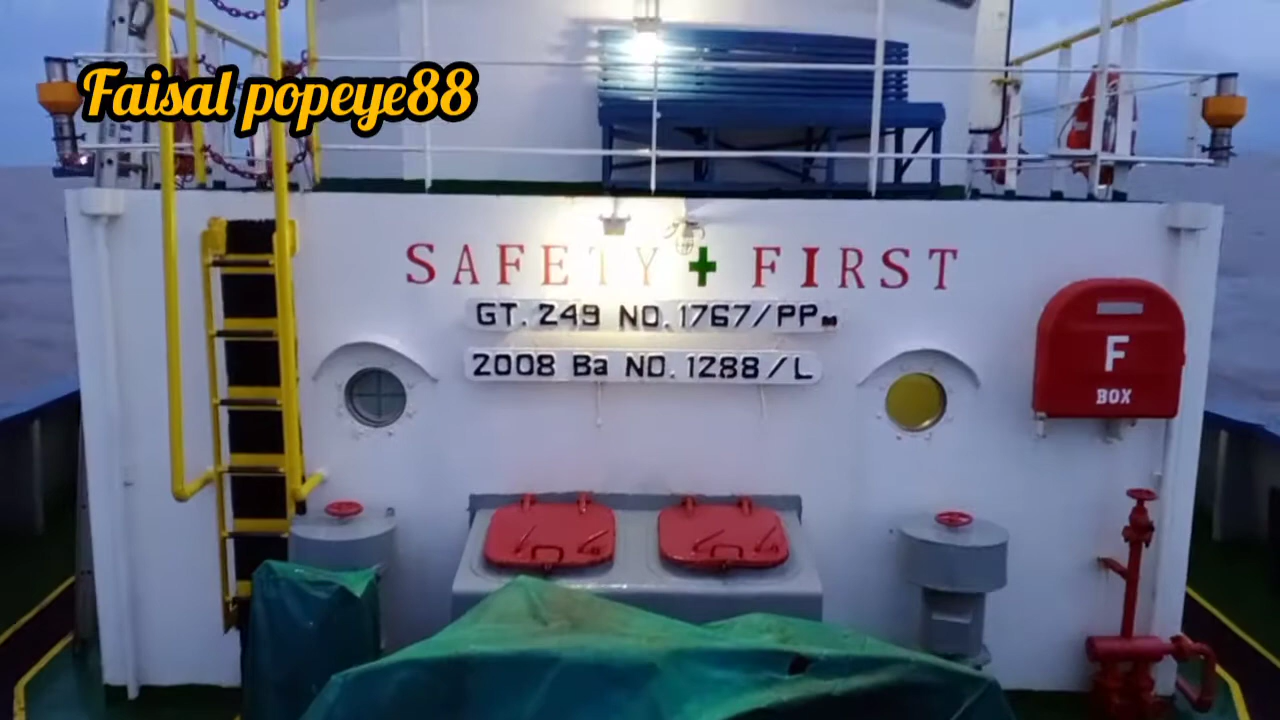 Faisal popeye88
SAFETY + FIRST
GT. 249 NO. 1767/PPm
2008 Ba NO. 1288/L
F
BOX